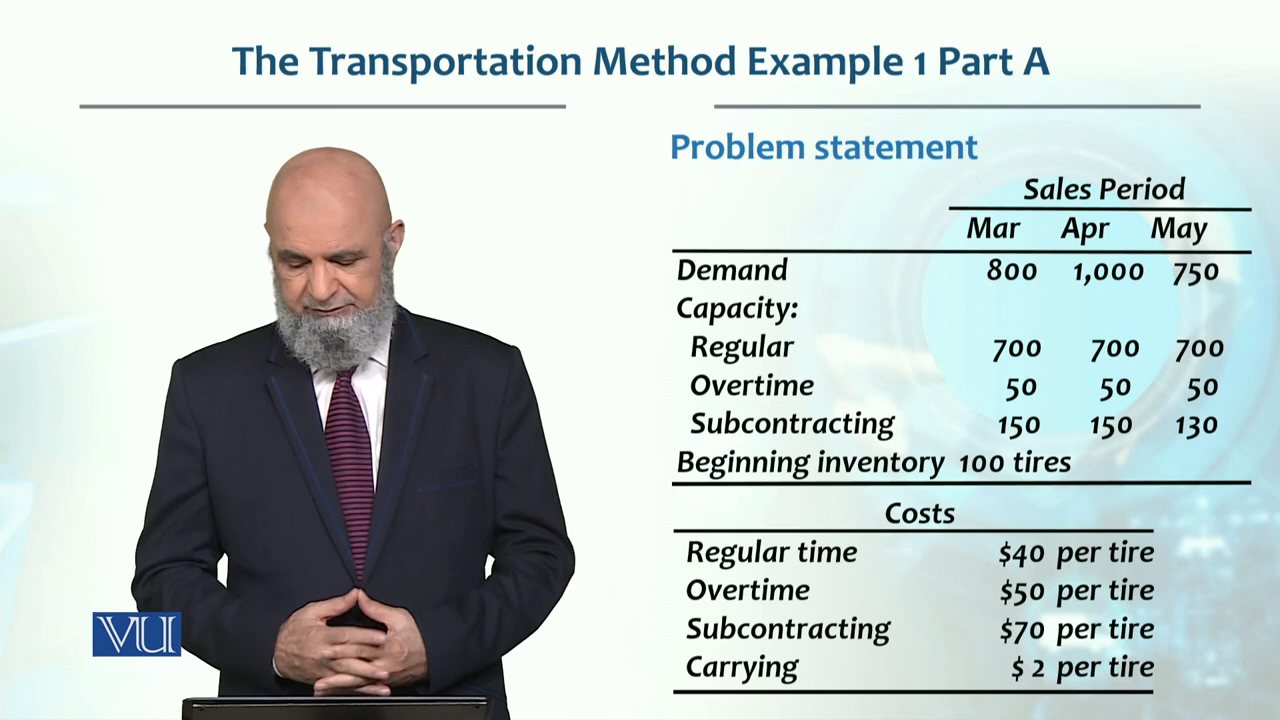 The Transportation Method Example 1 Part A
Problem statement
Sales Period
Mar Apr May
Demand 800 1,000 750
Capacity:
Regular 700 700 700
Overtime 50 50 50
Subcontracting 150 150 130
Beginning inventory 100 tires
Costs
Regular time $40 per tire
Overtime $50 per tire
Subcontracting $70 per tire
Carrying $ 2 per tire
VU